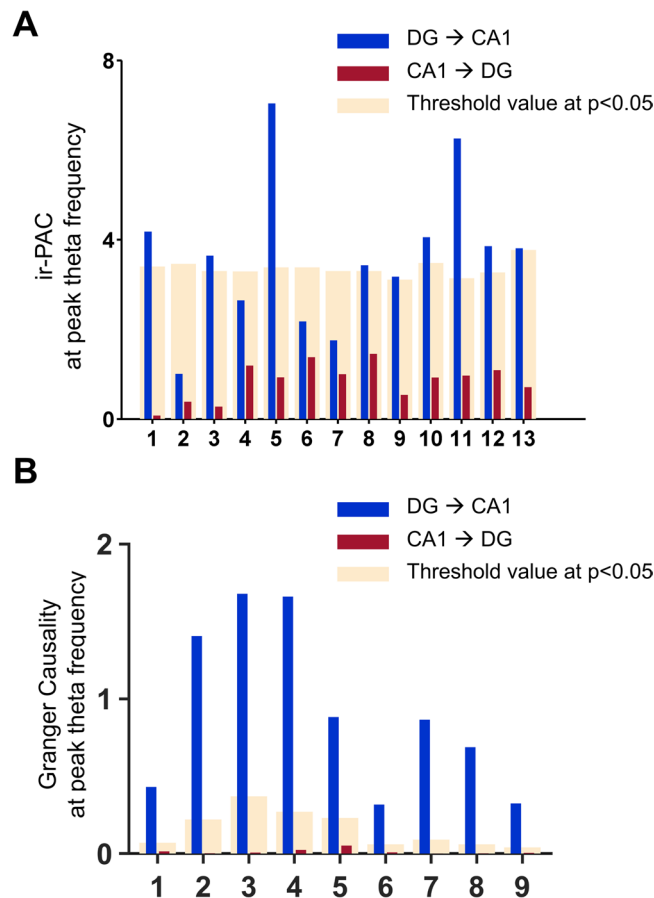 A
DG → CA1
CA1 → DG
Threshold value at p<0.05
8
4
0
ir-PAC
at peak theta frequency
1 2 3 4 5 6 7 8 9 10 11 12 13
B
DG → CA1
CA1 → DG
Threshold value at p<0.05
2
1
0
Granger Causality
at peak theta frequency
1 2 3 4 5 6 7 8 9